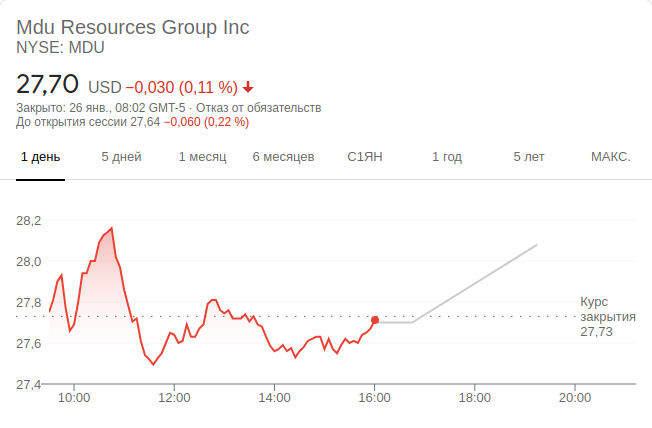 Mdu Resources Group Inc
NYSE: MDU
27,70 USD −0,030 (0,11 %)
Закрыто: 26 янв., 08:02 GMT-5 · Отказ от обязательств
До открытия сессии 27,64 −0,060 (0,22 %)
1 день 5 дней 1 месяц 6 месяцев С1ЯН 1 год 5 лет МАКС.
28,2
28,0
27,8
27,6
27,4
Курс
закрытия
27,73
10:00 12:00 14:00 16:00 18:00 20:00